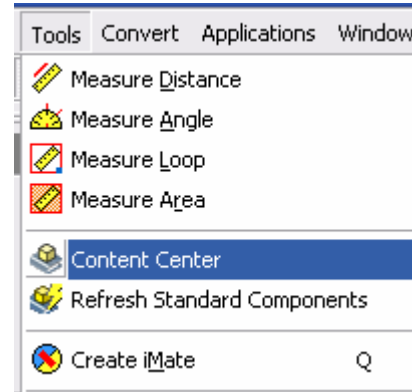 Tools Convert Applications Window
Measure Distance
Measure Angle
Measure Loop
Measure Area
Content Center
Refresh Standard Components
Create iMate Q